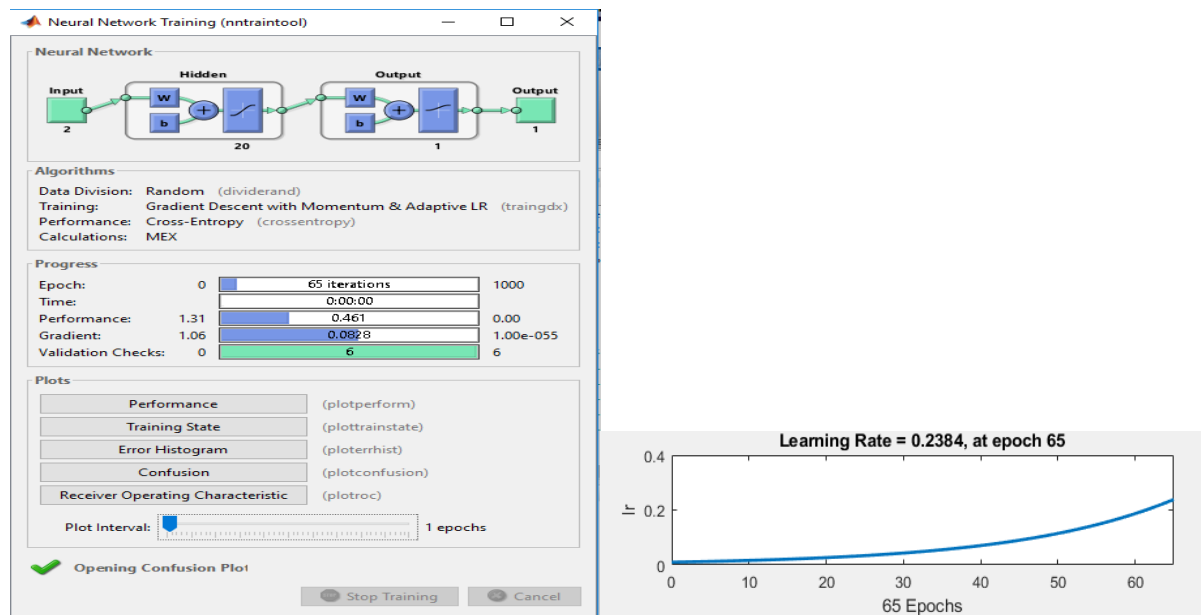 Neural Network Training (nntraintool)
Neural Network
Hidden
Output
Input
W
b
+
W
b
+
Output
2
20
1
1
Algorithms
Data Division: Random (dividerand)
Training: Gradient Descent with Momentum & Adaptive LR (traingdx)
Performance: Cross-Entropy (crossentropy)
Calculations: MEX
Progress
Epoch: 0 65 iterations 1000
Time: 0:00:00
Performance: 1.31 0.461 0.00
Gradient: 1.06 0.0828 1.00e-055
Validation Checks: 0 6 6
Plots
Performance (plotperform)
Training State (plottrainstate)
Error Histogram (ploterrhist)
Confusion (plotconfusion)
Receiver Operating Characteristic (plotroc)
Plot Interval: 1 epochs
Opening Confusion Plot
Stop Training Cancel
Learning Rate = 0.2384, at epoch 65
0.4
0.2
0
lr
0 10 20 30 40 50 60
65 Epochs